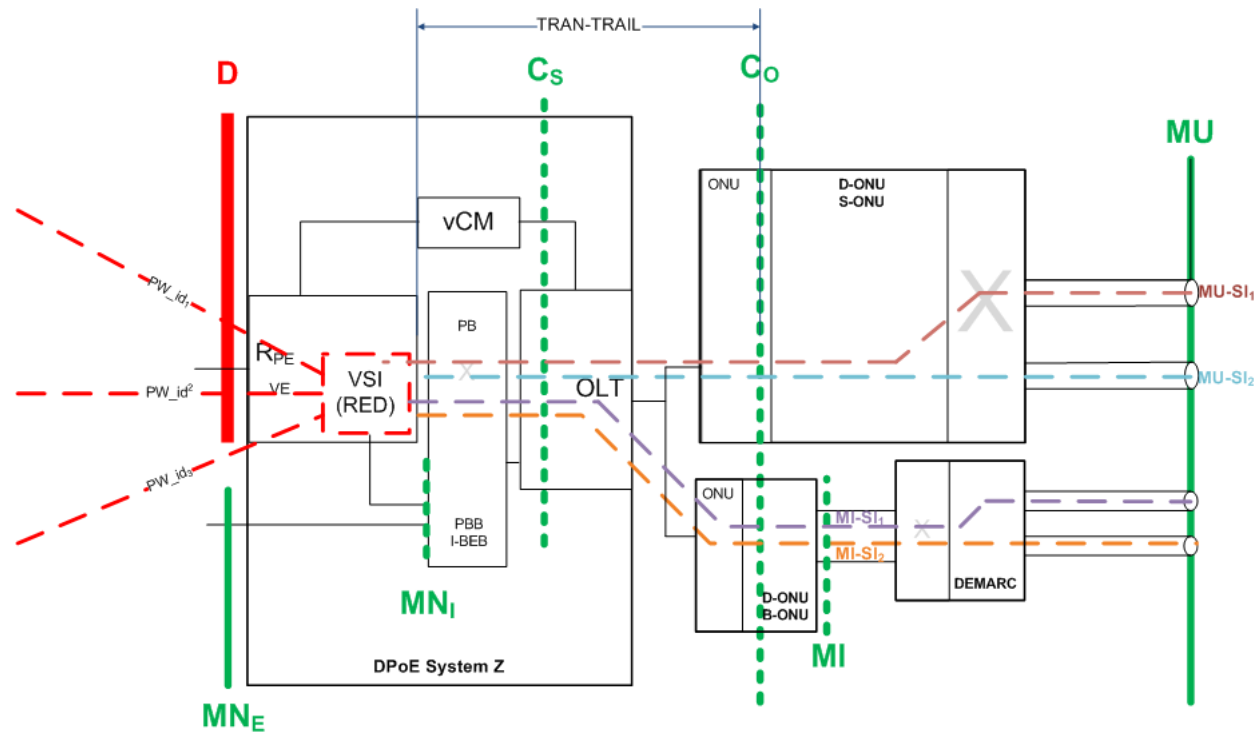 TRAN-TRAIL
D
CS
CO
MU
vCM
ONU
D-ONU
S-ONU
PW_id1
PB
X
MU-SI1
RPE
VSI
(RED)
X
OLT
PW_id2
VE
MU-SI2
PW_id3
ONU
MI-SI1
X
MI-SI2
PBB
I-BEB
MNI
D-ONU
B-ONU
DEMARC
MI
DPoE System Z
MNE